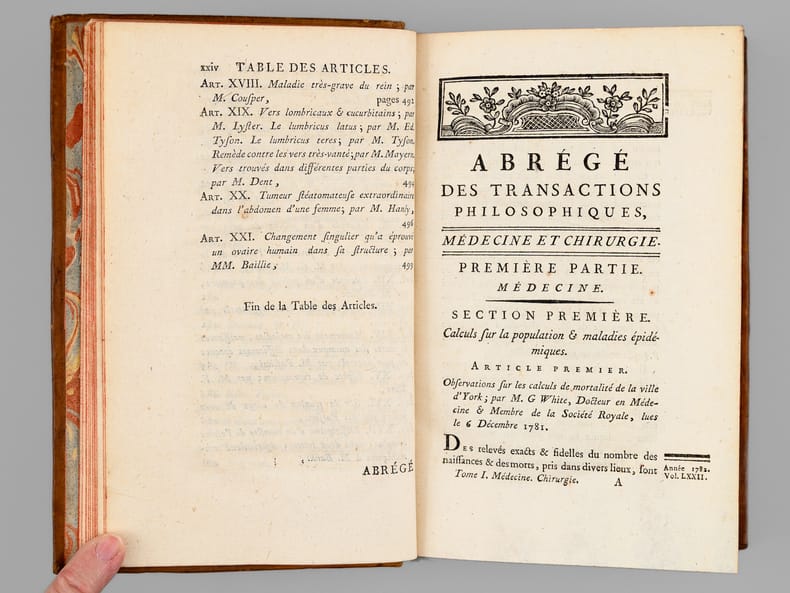 xxiv TABLE DES ARTICLES.
ART. XVIII. Maladie très-grave du rein ; par
M. Cousper, pages 492
ART. XIX. Vers lombricaux & cucurbitains ; par
M. Lyster. Le lumbricus latus ; par M. Ed.
Tyson. Le lumbricus teres ; par M. Tyson.
Remède contre les vers très-vanté ; par M. Mayern.
Vers trouvés dans différentes parties du corps,
par M. Dent, 494
ART. XX. Tumeur stéatomateuse extraordinaire
dans l'abdomen d'une femme ; par M. Hanly,
496
ART. XXI. Changement singulier qu'a éprouvé
un ovaire humain dans sa structure ; par
MM. Baillie, 499
Fin de la Table des Articles.
ABRÉGÉ
ABRÉGÉ
DES TRANSACTIONS
PHILOSOPHIQUES,
MÉDECINE ET CHIRURGIE.
PREMIÈRE PARTIE.
MÉDECINE.
SECTION PREMIÈRE.
Calculs sur la population & maladies épidé-
miques.
ARTICLE PREMIER.
Observations sur les calculs de mortalité de la ville
d'York ; par M. G White, Docteur en Méde-
cine & Membre de la Société Royale, lues
le 6 Décembre 1781.
DES relevés exacts & fidelles du nombre des
naissances & des morts, pris dans divers lieux, sont
Année 1782.
Vol. LXXII.
Tome I. Médecine. Chirurgie. A